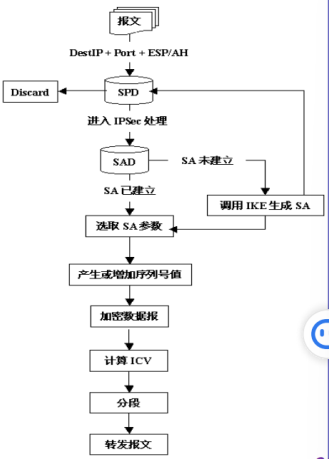 报文
DestIP + Port + ESP/AH
Discard
SPD
进入 IPSec 处理
SAD
SA 未建立
SA 已建立
调用 IKE 生成 SA
选取 SA 参数
产生或增加序列号值
加密数据报
计算 ICV
分段
转发报文